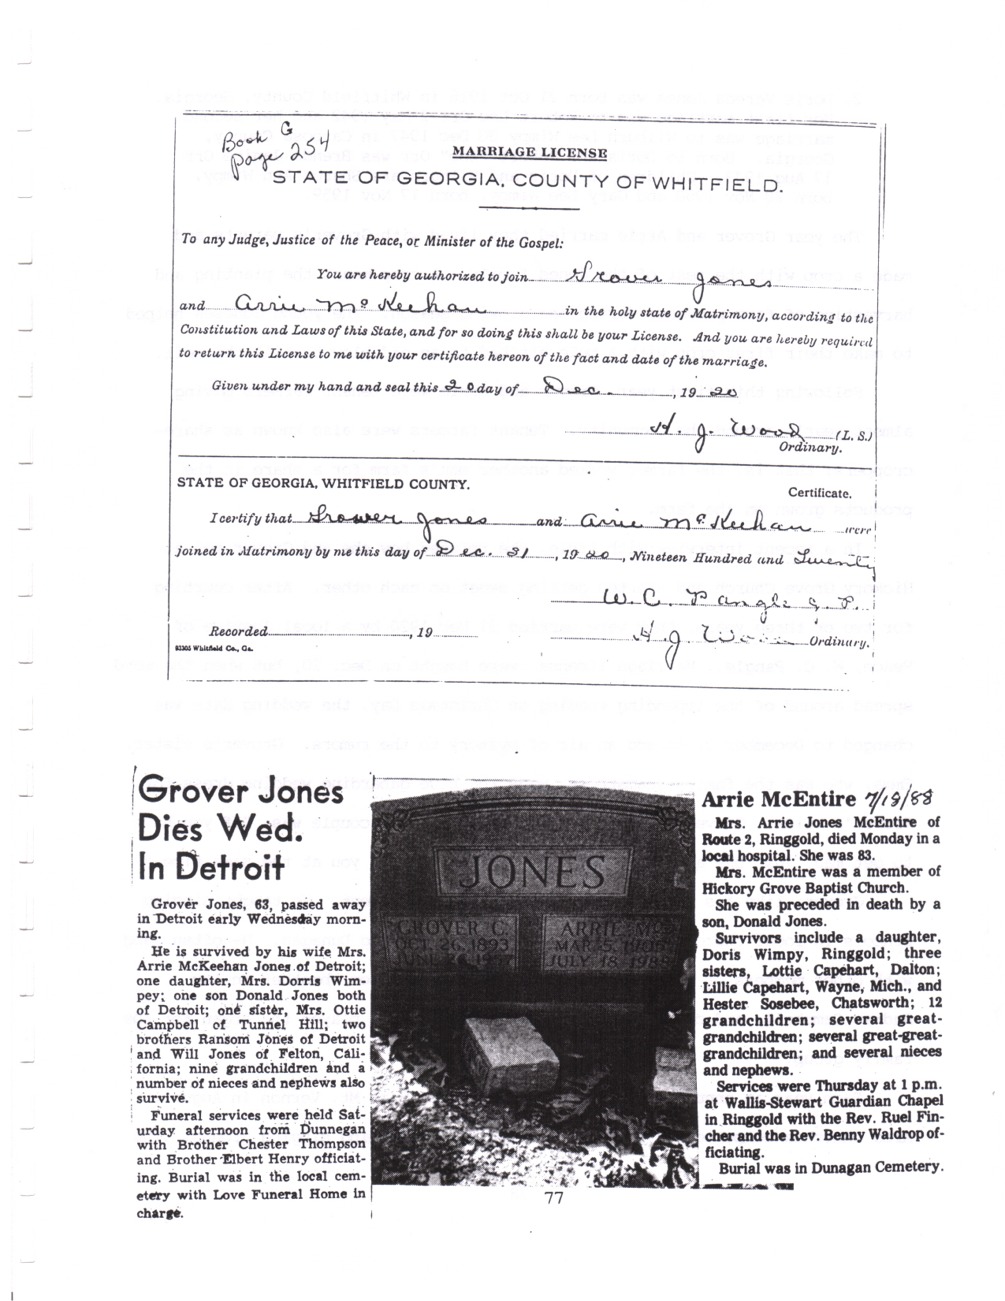 Book G
Page 254
MARRIAGE LICENSE
STATE OF GEORGIA, COUNTY OF WHITFIELD.
To any Judge, Justice of the Peace, or Minister of the Gospel:
You are hereby authorized to join Grover Jones
and Arrie McKeehan in the holy state of Matrimony, according to the
Constitution and Laws of this State, and for so doing this shall be your License. And you are hereby required
to return this License to me with your certificate hereon of the fact and date of the marriage.
Given under my hand and seal this 20 day of Dec. , 19 20
H. J. Wood (L. S.)
Ordinary.
STATE OF GEORGIA, WHITFIELD COUNTY.
Certificate.
I certify that Grower Jones and Arrie McKeehan were
joined in Matrimony by me this day of Dec. 21 , 1920 , Nineteen Hundred and Twenty
W. C. Pangle J. P.
Recorded , 19
H. J. Wood Ordinary.
93305 Whitfield Co., Ga.
Grover Jones
Dies Wed.
In Detroit
Grover Jones, 63, passed away
in Detroit early Wednesday morn-
ing.
He is survived by his wife Mrs.
Arrie McKeehan Jones of Detroit;
one daughter, Mrs. Dorris Wim-
pey; one son Donald Jones both
of Detroit; one sister, Mrs. Ottie
Campbell of Tunnel Hill; two
brothers Ransom Jones of Detroit
and Will Jones of Felton, Cali-
fornia; nine grandchildren and a
number of nieces and nephews also
survive.
Funeral services were held Sat-
urday afternoon from Dunnegan
with Brother Chester Thompson
and Brother Elbert Henry officiat-
ing. Burial was in the local cem-
etery with Love Funeral Home in
charge.
JONES
GROVER C.
OCT. 26, 1893
JUNE 1957
ARRIE MC
MAR
JULY 18, 1988
77
Arrie McEntire 7/19/88
Mrs. Arrie Jones McEntire of
Route 2, Ringgold, died Monday in a
local hospital. She was 83.
Mrs. McEntire was a member of
Hickory Grove Baptist Church.
She was preceded in death by a
son, Donald Jones.
Survivors include a daughter,
Doris Wimpy, Ringgold; three
sisters, Lottie Capehart, Dalton;
Lillie Capehart, Wayne, Mich., and
Hester Sosebee, Chatsworth; 12
grandchildren; several great-
grandchildren; several great-great-
grandchildren; and several nieces
and nephews.
Services were Thursday at 1 p.m.
at Wallis-Stewart Guardian Chapel
in Ringgold with the Rev. Ruel Fin-
cher and the Rev. Benny Waldrop of-
ficiating.
Burial was in Dunagan Cemetery.